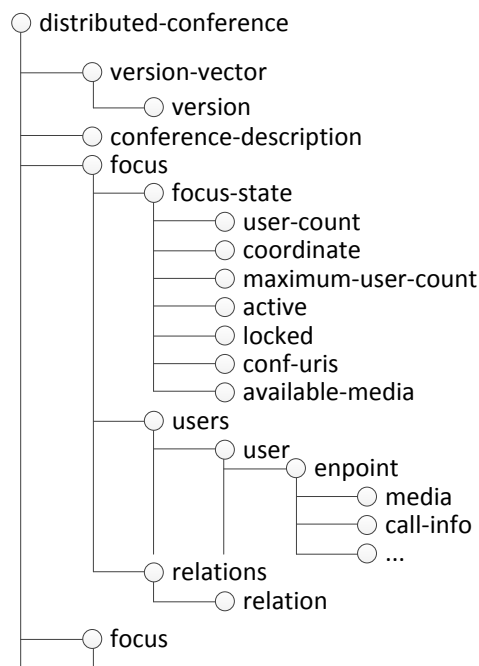 distributed-conference
version-vector
version
conference-description
focus
focus-state
user-count
coordinate
maximum-user-count
active
locked
conf-uris
available-media
users
user
enpoint
media
call-info
...
relations
relation
focus